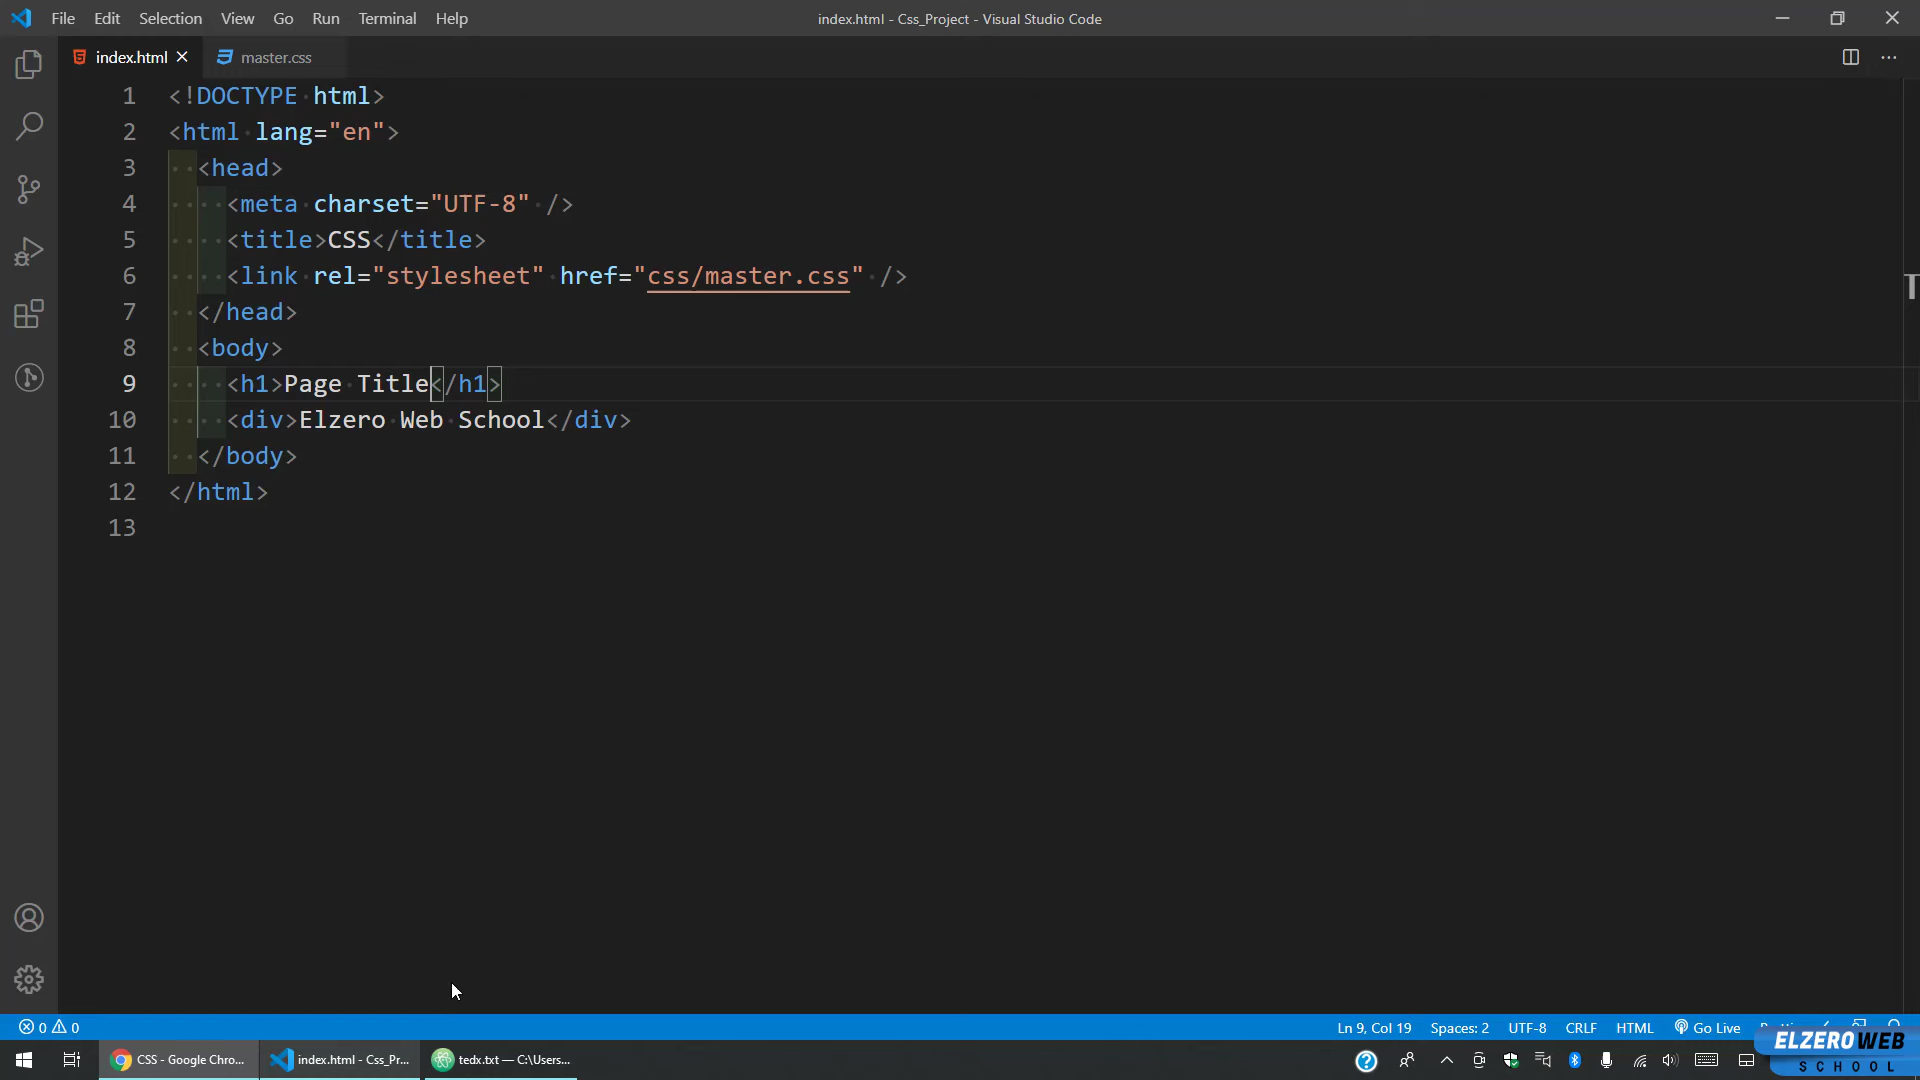 File Edit Selection View Go Run Terminal Help
index.html - Css_Project - Visual Studio Code
index.html
master.css
1 <!DOCTYPE html>
2 <html lang="en">
3 <head>
4 <meta charset="UTF-8" />
5 <title>CSS</title>
6 <link rel="stylesheet" href="css/master.css" />
7 </head>
8 <body>
9 <h1>Page Title</h1>
10 <div>Elzero Web School</div>
11 </body>
12 </html>
13
0 0
Ln 9, Col 19 Spaces: 2 UTF-8 CRLF HTML Go Live
CSS - Google Chro...
index.html - Css_Pr...
tedx.txt — C:\Users...
ELZEROWEB
SCHOOL